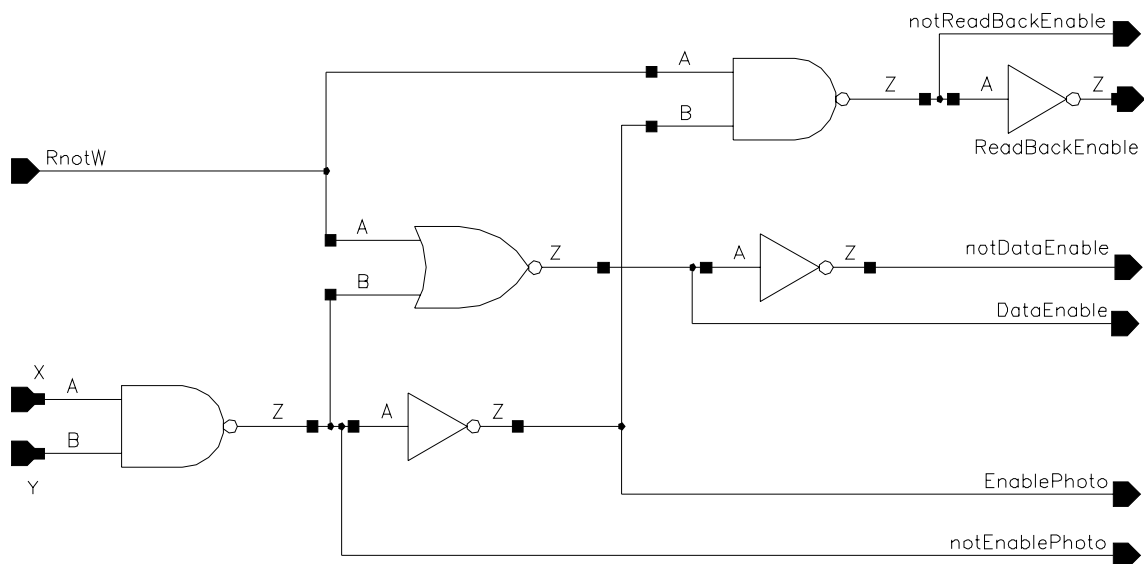 notReadBackEnable
A
Z
A
Z
B
ReadBackEnable
RnotW
A
Z
A
Z
notDataEnable
B
DataEnable
X
A
Z
A
Z
B
Y
EnablePhoto
notEnablePhoto